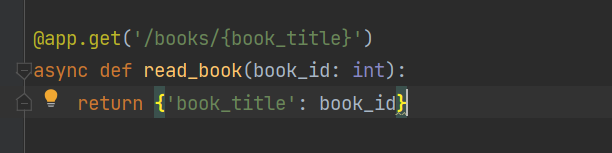 @app.get('/books/{book_title}')
async def read_book(book_id: int):
    return {'book_title': book_id}